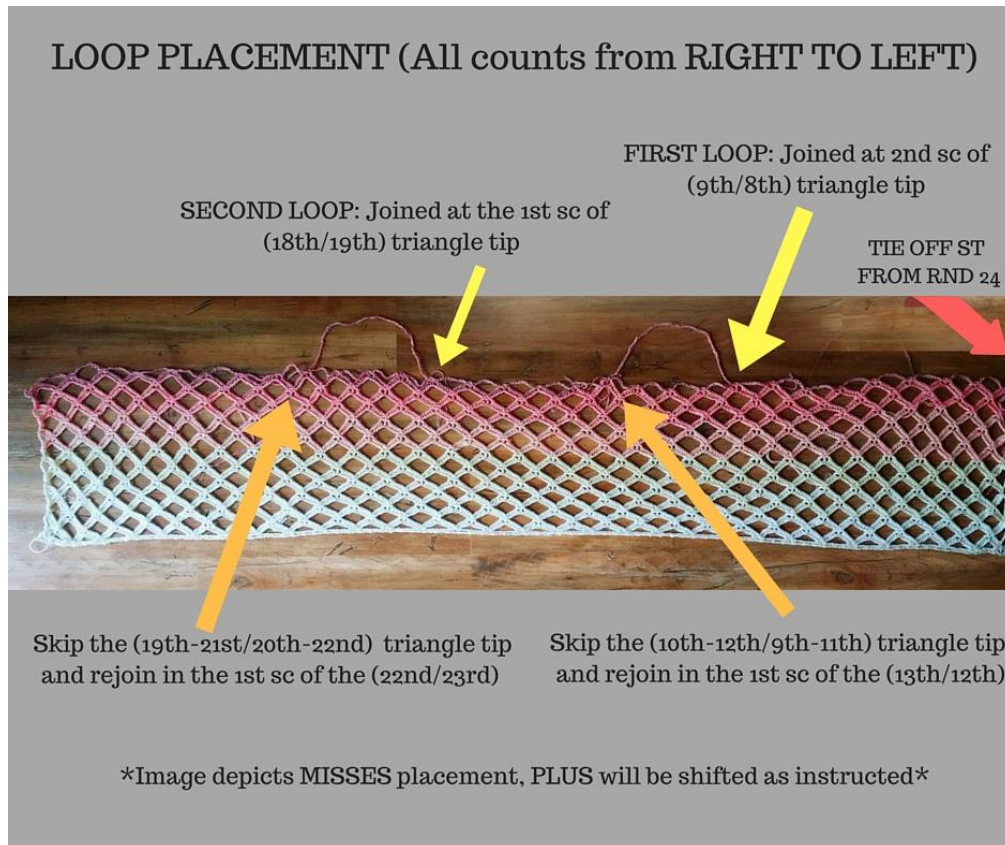 LOOP PLACEMENT (All counts from RIGHT TO LEFT)
FIRST LOOP: Joined at 2nd sc of
(9th/8th) triangle tip
SECOND LOOP: Joined at the 1st sc of
(18th/19th) triangle tip
TIE OFF ST
FROM RND 24
Skip the (19th-21st/20th-22nd) triangle tip
and rejoin in the 1st sc of the (22nd/23rd)
Skip the (10th-12th/9th-11th) triangle tip
and rejoin in the 1st sc of the (13th/12th)
*Image depicts MISSES placement, PLUS will be shifted as instructed*